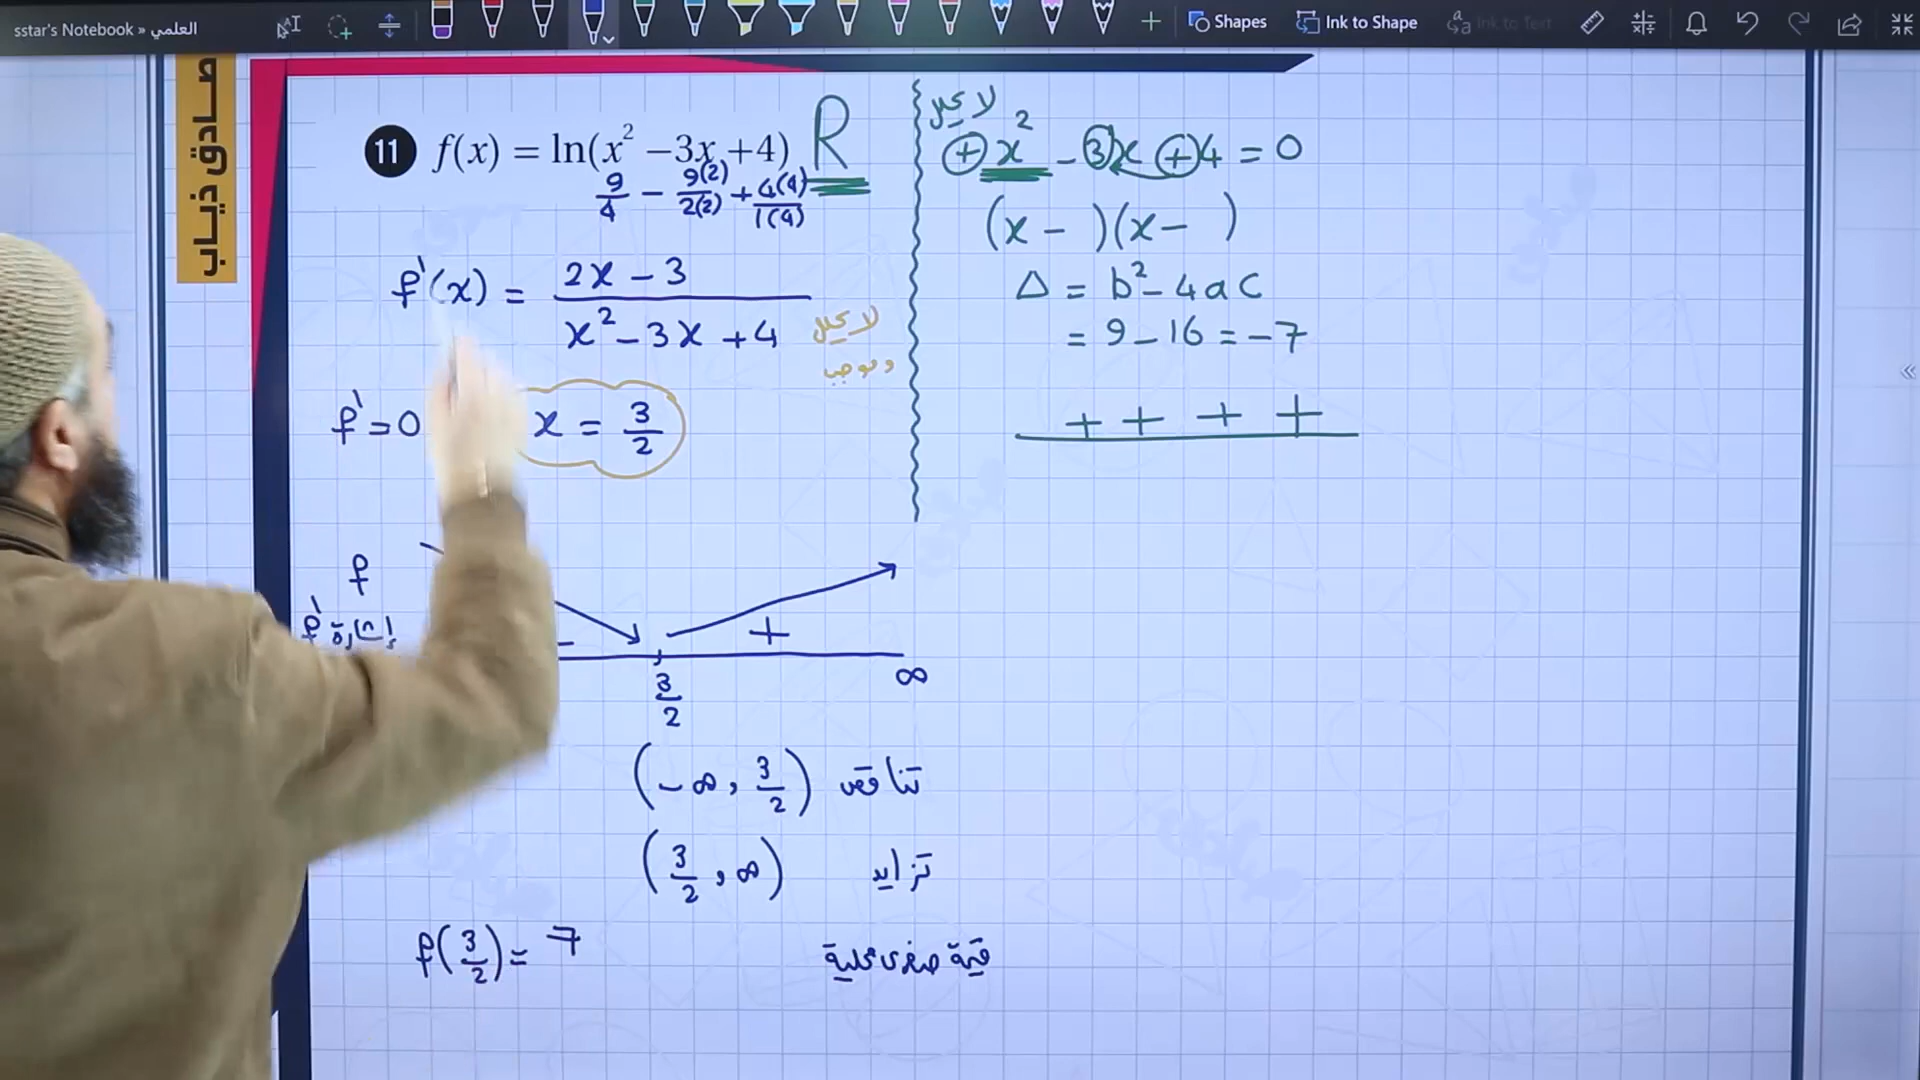 sstar's Notebook » العلمي
Shapes
Ink to Shape
Ink to Text
صادق ذياب
11 f(x) = ln(x² −3x +4) R
9/4 − 9(2)/2(2) + 4(4)/1(4)
f'(x) = (2x − 3)/(x² − 3x + 4)
لا يحلل
وموجب
f' = 0
x = 3/2
f
f' إشارة
− +
3/2 ∞
(−∞, 3/2) تناقص
(3/2, ∞) تزايد
f(3/2) = 7
قيمة صغرى محلية
لا يحلل
+x² − 3x + 4 = 0
(x − )(x − )
Δ = b² − 4ac
= 9 − 16 = −7
+ + + +